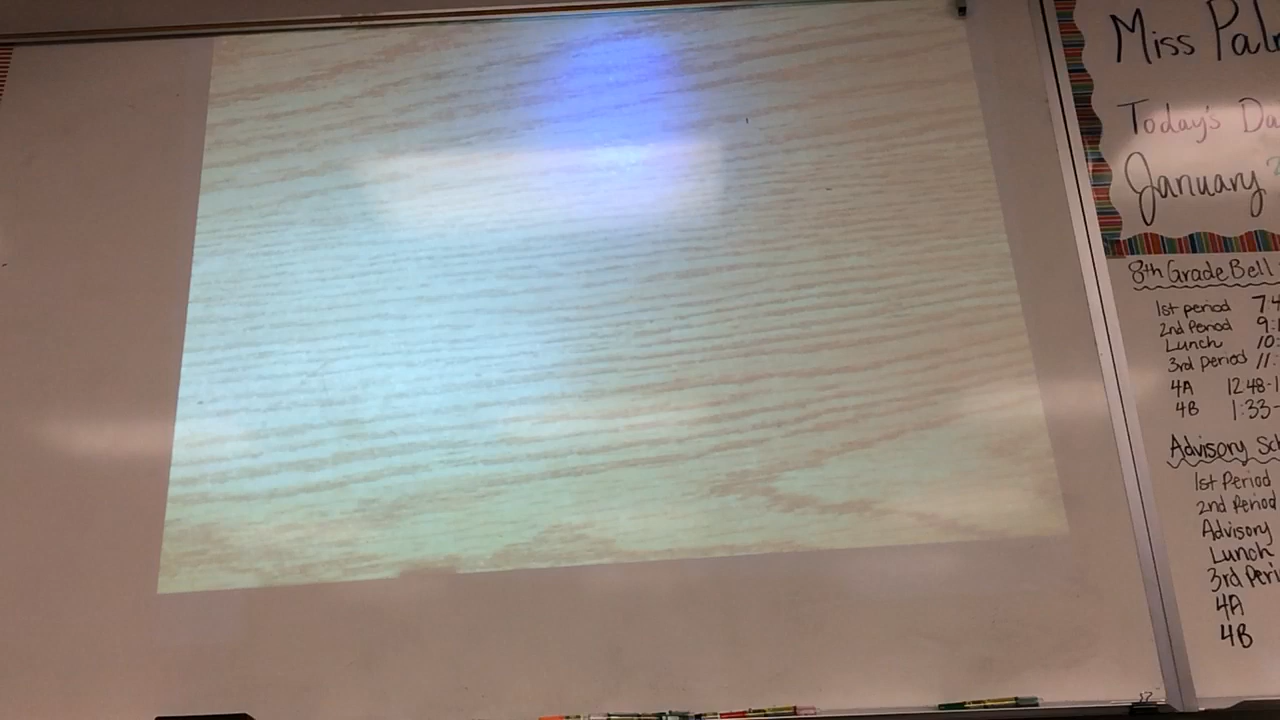 Miss Pal
Today's Da
January
8th Grade Bell
1st period 7:4
2nd Period 9:
Lunch 10:
3rd period 11:
4A 12:48-1
4B 1:33-
Advisory Sch
1st Period
2nd Period
Advisory
Lunch
3rd Peri
4A
4B